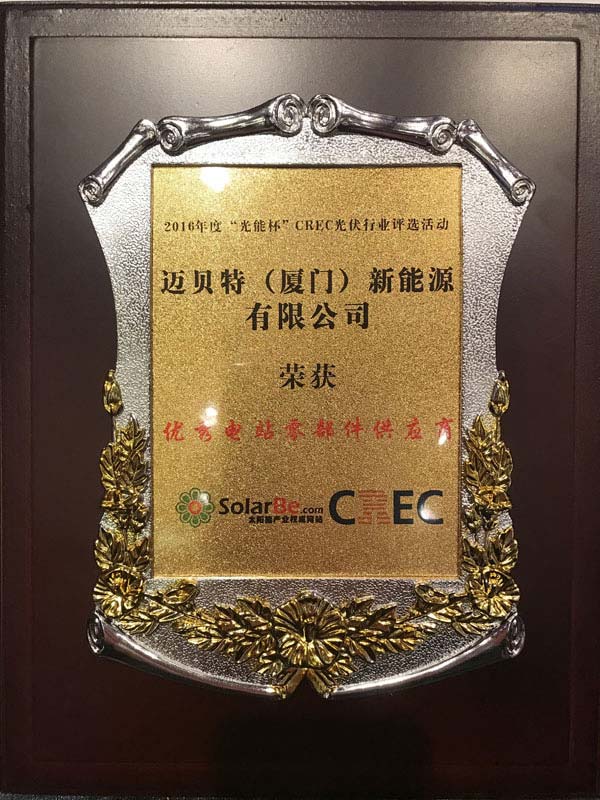 2016年度“光能杯”CREC光伏行业评选活动
迈贝特（厦门）新能源
有限公司
荣获
优秀电站零部件供应商
SolarBe.com CREC
太阳能产业权威网站